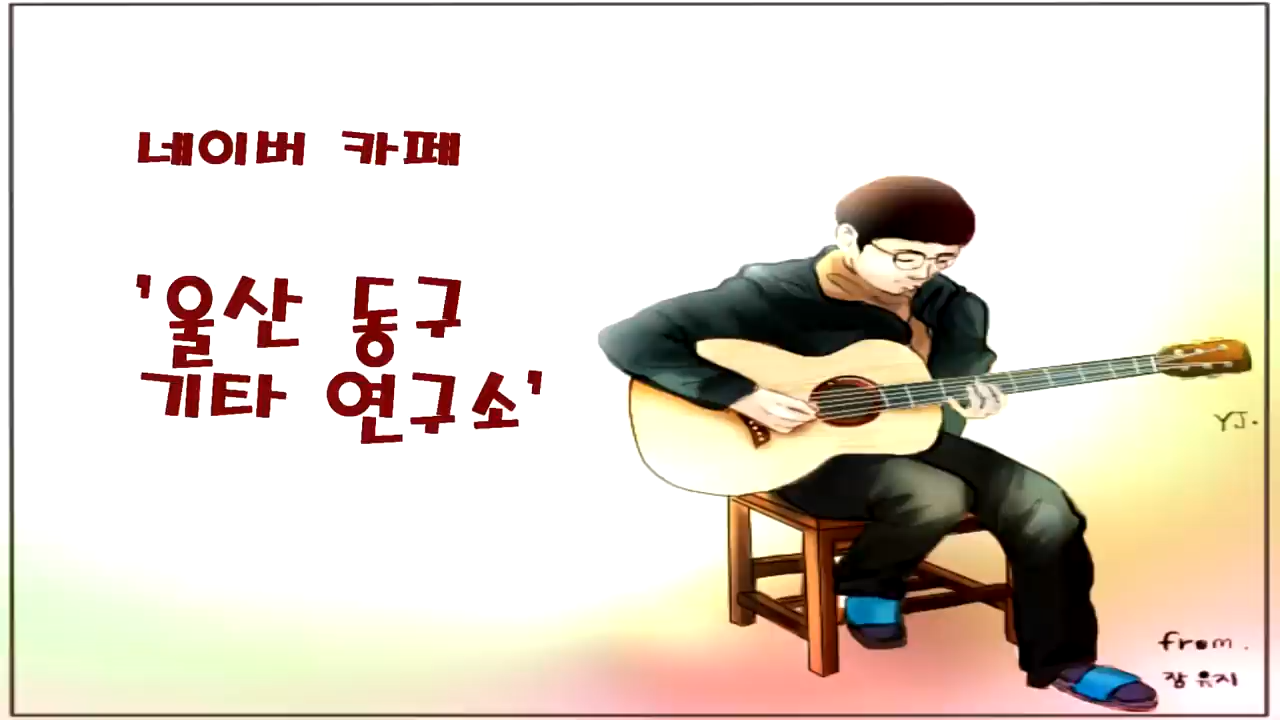 네이버 카페
'울산 동구
기타 연구소'
YJ.
from.
장유지